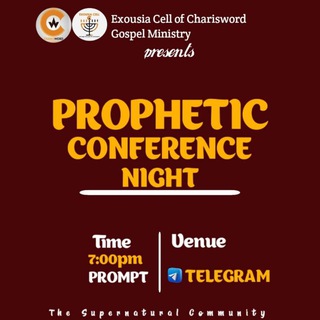 Exousia Cell of Charisword
Gospel Ministry
presents
PROPHETIC
CONFERENCE
NIGHT
Time
7:00pm
PROMPT
Venue
TELEGRAM
The Supernatural Community